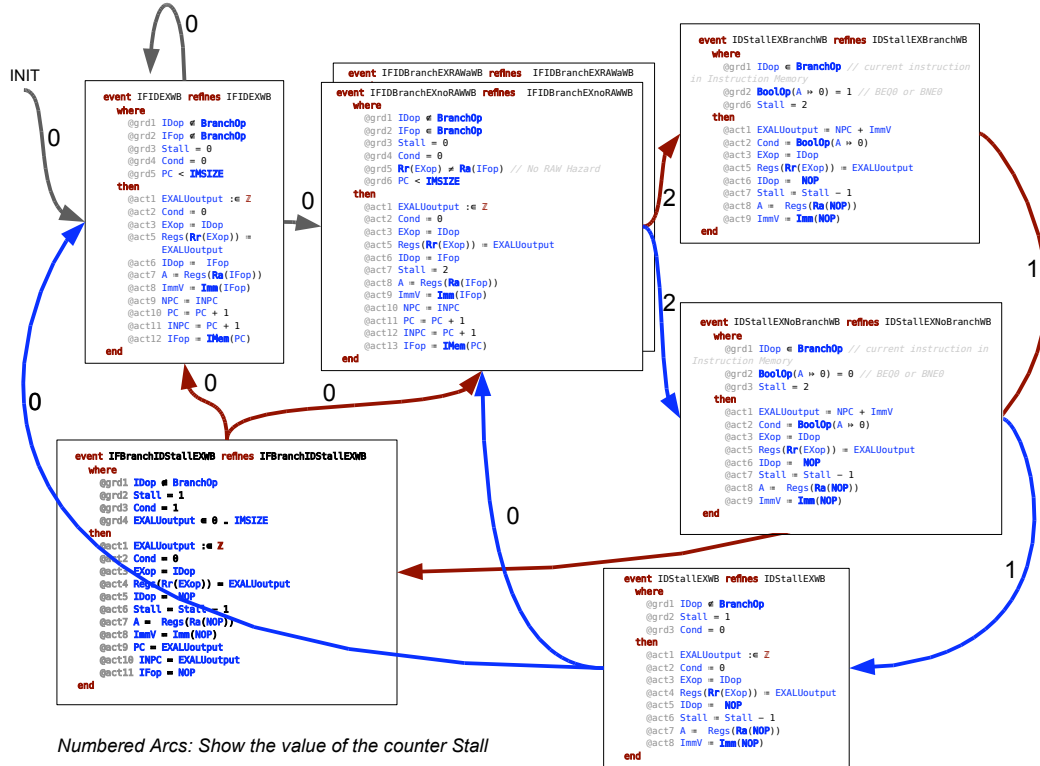 INIT
0
0
0
event IFIDEXWB refines IFIDEXWB
where
@grd1 IDop ∉ BranchOp
@grd2 IFop ∉ BranchOp
@grd3 Stall = 0
@grd4 Cond = 0
@grd5 PC < IMSIZE
then
@act1 EXALUoutput :∈ ℤ
@act2 Cond ≔ 0
@act3 EXop ≔ IDop
@act5 Regs(Rr(EXop)) ≔
EXALUoutput
@act6 IDop ≔ IFop
@act7 A ≔ Regs(Ra(IFop))
@act8 ImmV ≔ Imm(IFop)
@act9 NPC ≔ INPC
@act10 PC ≔ PC + 1
@act11 INPC ≔ PC + 1
@act12 IFop ≔ IMem(PC)
end
event IFIDBranchEXRAWaWB refines IFIDBranchEXRAWaWB
event IFIDBranchEXnoRAWWB refines IFIDBranchEXnoRAWWB
where
@grd1 IDop ∉ BranchOp
@grd2 IFop ∈ BranchOp
@grd3 Stall = 0
@grd4 Cond = 0
@grd5 Rr(EXop) ≠ Ra(IFop) // No RAW Hazard
@grd6 PC < IMSIZE
then
@act1 EXALUoutput :∈ ℤ
@act2 Cond ≔ 0
@act3 EXop ≔ IDop
@act5 Regs(Rr(EXop)) ≔ EXALUoutput
@act6 IDop ≔ IFop
@act7 Stall ≔ 2
@act8 A ≔ Regs(Ra(IFop))
@act9 ImmV ≔ Imm(IFop)
@act10 NPC ≔ INPC
@act11 PC ≔ PC + 1
@act12 INPC ≔ PC + 1
@act13 IFop ≔ IMem(PC)
end
2
2
event IDStallEXBranchWB refines IDStallEXBranchWB
where
@grd1 IDop ∈ BranchOp // current instruction
in Instruction Memory
@grd2 BoolOp(A ↦ 0) = 1 // BEQ0 or BNE0
@grd6 Stall = 2
then
@act1 EXALUoutput ≔ NPC + ImmV
@act2 Cond ≔ BoolOp(A ↦ 0)
@act3 EXop ≔ IDop
@act5 Regs(Rr(EXop)) ≔ EXALUoutput
@act6 IDop ≔ NOP
@act7 Stall ≔ Stall − 1
@act8 A ≔ Regs(Ra(NOP))
@act9 ImmV ≔ Imm(NOP)
end
1
event IDStallEXNoBranchWB refines IDStallEXNoBranchWB
where
@grd1 IDop ∈ BranchOp // current instruction in
Instruction Memory
@grd2 BoolOp(A ↦ 0) = 0 // BEQ0 or BNE0
@grd3 Stall = 2
then
@act1 EXALUoutput ≔ NPC + ImmV
@act2 Cond ≔ BoolOp(A ↦ 0)
@act3 EXop ≔ IDop
@act5 Regs(Rr(EXop)) ≔ EXALUoutput
@act6 IDop ≔ NOP
@act7 Stall ≔ Stall − 1
@act8 A ≔ Regs(Ra(NOP))
@act9 ImmV ≔ Imm(NOP)
end
1
0
0
0
0
event IFBranchIDStallEXWB refines IFBranchIDStallEXWB
where
@grd1 IDop ∉ BranchOp
@grd2 Stall = 1
@grd3 Cond = 1
@grd4 EXALUoutput ∈ 0 ‥ IMSIZE
then
@act1 EXALUoutput :∈ ℤ
@act2 Cond ≔ 0
@act3 EXop ≔ IDop
@act4 Regs(Rr(EXop)) ≔ EXALUoutput
@act5 IDop ≔ NOP
@act6 Stall ≔ Stall − 1
@act7 A ≔ Regs(Ra(NOP))
@act8 ImmV ≔ Imm(NOP)
@act9 PC ≔ EXALUoutput
@act10 INPC ≔ EXALUoutput
@act11 IFop ≔ NOP
end
event IDStallEXWB refines IDStallEXWB
where
@grd1 IDop ∉ BranchOp
@grd2 Stall = 1
@grd3 Cond = 0
then
@act1 EXALUoutput :∈ ℤ
@act2 Cond ≔ 0
@act3 EXop ≔ IDop
@act4 Regs(Rr(EXop)) ≔ EXALUoutput
@act5 IDop ≔ NOP
@act6 Stall ≔ Stall − 1
@act7 A ≔ Regs(Ra(NOP))
@act8 ImmV ≔ Imm(NOP)
end
Numbered Arcs: Show the value of the counter Stall